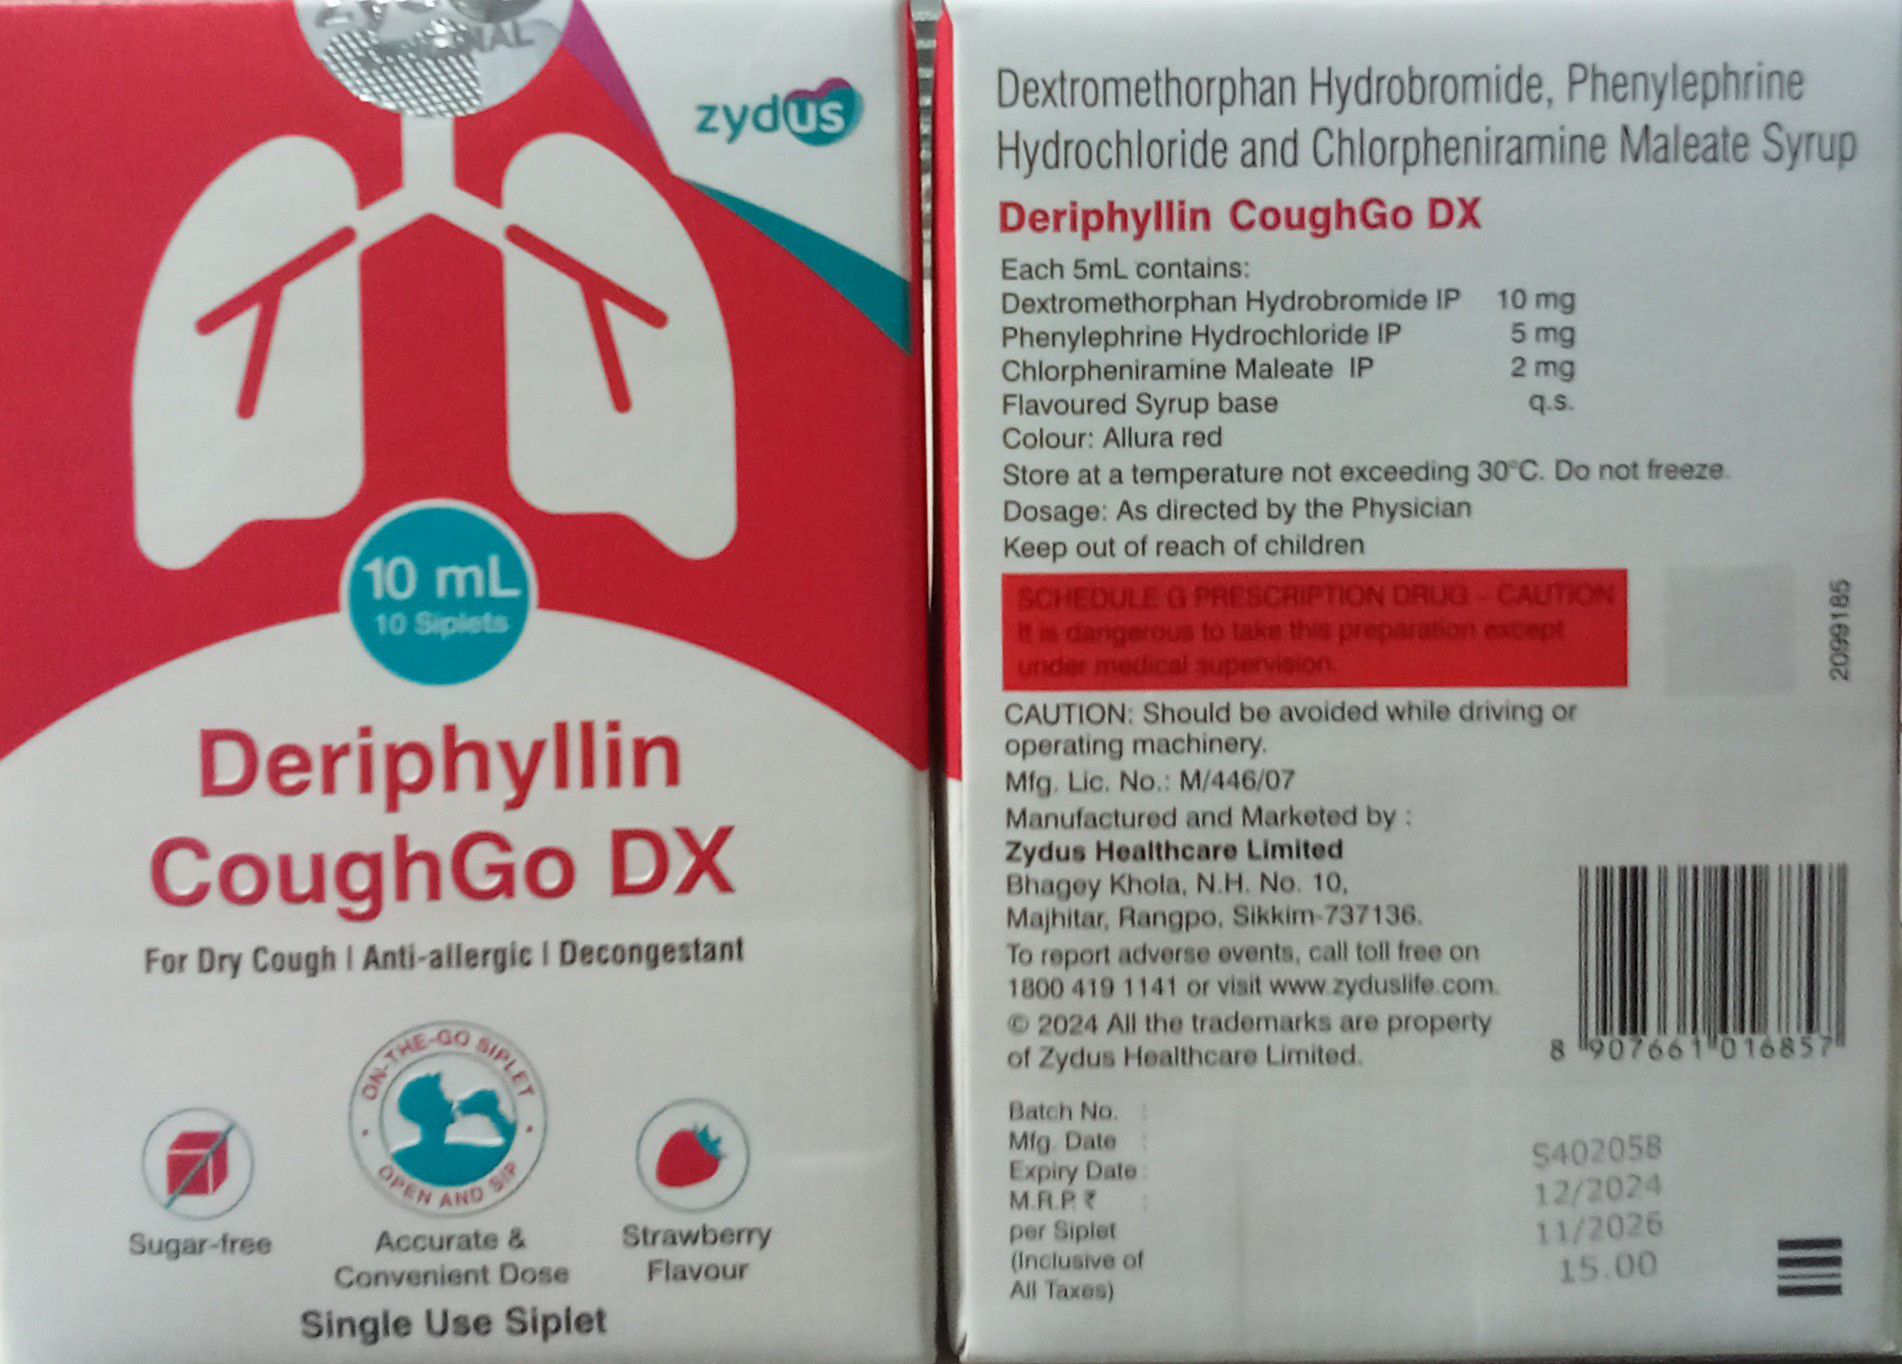 zydus
10 mL
10 Siplets
Deriphyllin
CoughGo DX
For Dry Cough | Anti-allergic | Decongestant
ON-THE-GO SIPLET
OPEN AND SIP
Sugar-free
Accurate &
Convenient Dose
Strawberry
Flavour
Single Use Siplet
Dextromethorphan Hydrobromide, Phenylephrine
Hydrochloride and Chlorpheniramine Maleate Syrup
Deriphyllin CoughGo DX
Each 5mL contains:
Dextromethorphan Hydrobromide IP 10 mg
Phenylephrine Hydrochloride IP 5 mg
Chlorpheniramine Maleate IP 2 mg
Flavoured Syrup base q.s.
Colour: Allura red
Store at a temperature not exceeding 30°C. Do not freeze.
Dosage: As directed by the Physician
Keep out of reach of children
SCHEDULE G PRESCRIPTION DRUG - CAUTION
It is dangerous to take this preparation except
under medical supervision.
2099185
CAUTION: Should be avoided while driving or
operating machinery.
Mfg. Lic. No.: M/446/07
Manufactured and Marketed by :
Zydus Healthcare Limited
Bhagey Khola, N.H. No. 10,
Majhitar, Rangpo, Sikkim-737136.
To report adverse events, call toll free on
1800 419 1141 or visit www.zyduslife.com.
© 2024 All the trademarks are property
of Zydus Healthcare Limited.
8 907661 016857
Batch No. : S402058
Mfg. Date : 12/2024
Expiry Date : 11/2026
M.R.P. ₹ : 15.00
per Siplet
(Inclusive of
All Taxes)